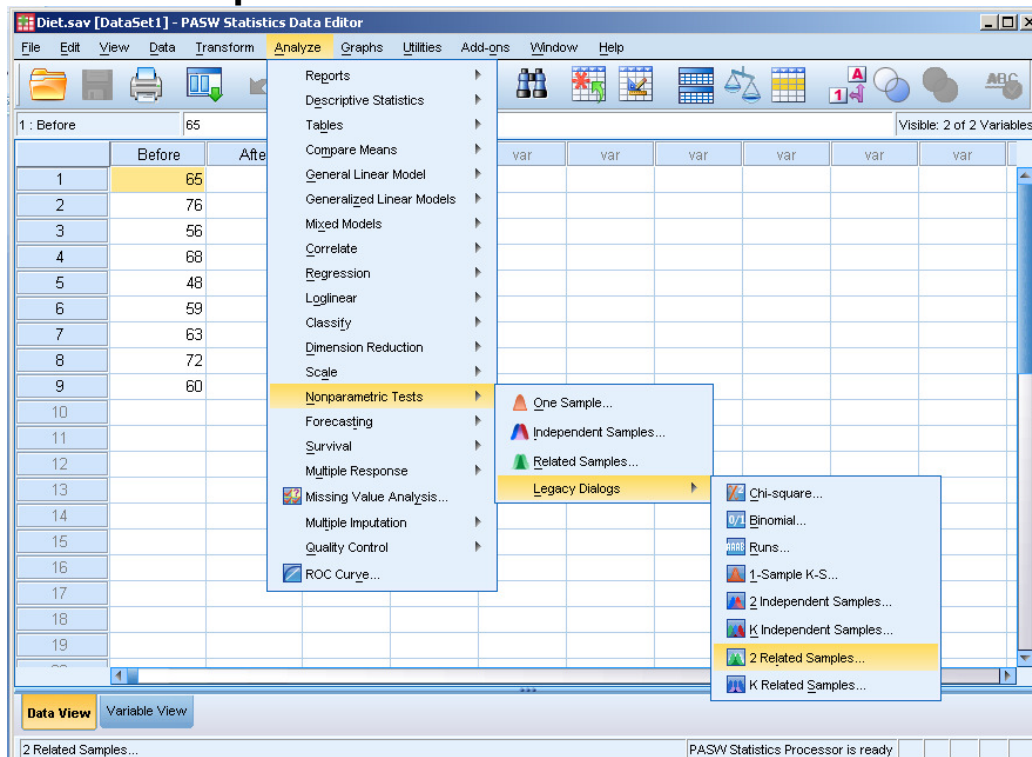 Diet.sav [DataSet1] - PASW Statistics Data Editor
File Edit View Data Transform Analyze Graphs Utilities Add-ons Window Help
1 : Before 65 Visible: 2 of 2 Variables
Before Afte var var var var var var
1 65
2 76
3 56
4 68
5 48
6 59
7 63
8 72
9 60
10
11
12
13
14
15
16
17
18
19
Reports
Descriptive Statistics
Tables
Compare Means
General Linear Model
Generalized Linear Models
Mixed Models
Correlate
Regression
Loglinear
Classify
Dimension Reduction
Scale
Nonparametric Tests
Forecasting
Survival
Multiple Response
Missing Value Analysis...
Multiple Imputation
Quality Control
ROC Curve...
One Sample...
Independent Samples...
Related Samples...
Legacy Dialogs
Chi-square...
Binomial...
Runs...
1-Sample K-S...
2 Independent Samples...
K Independent Samples...
2 Related Samples...
K Related Samples...
Data View Variable View
2 Related Samples... PASW Statistics Processor is ready